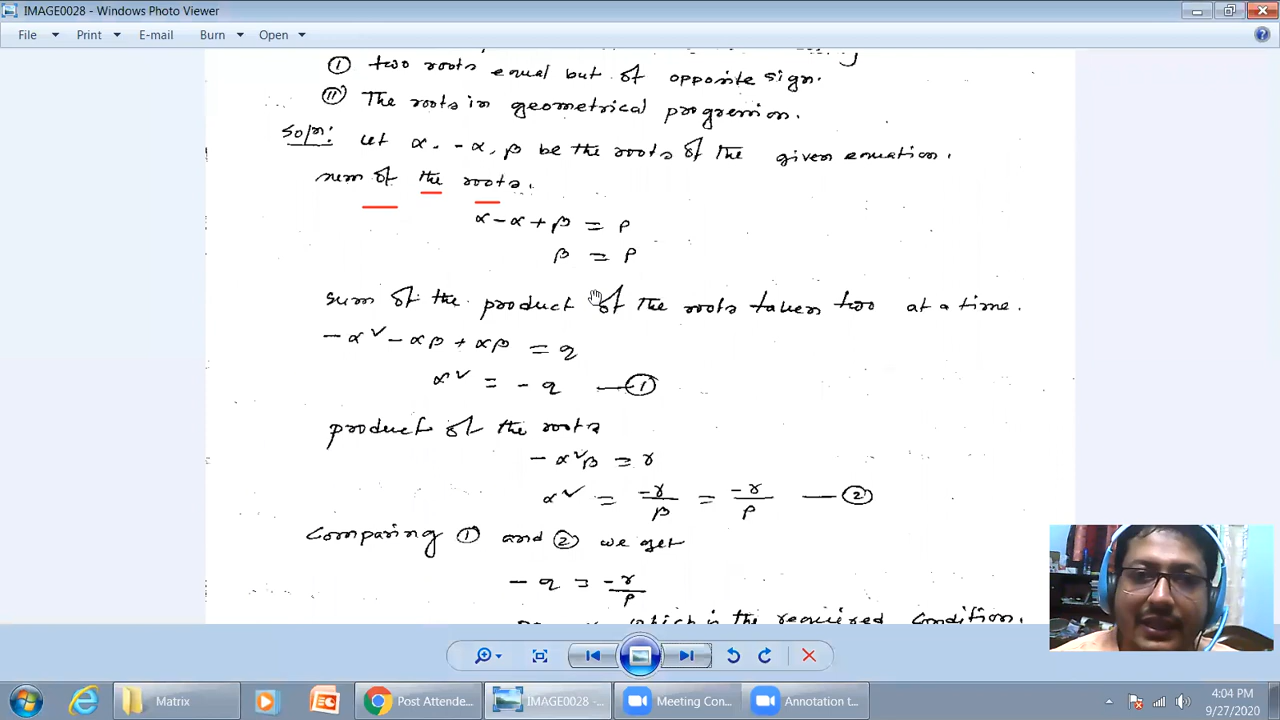 IMAGE0028 - Windows Photo Viewer
File Print E-mail Burn Open
① two roots equal but of opposite sign.
The roots in geometrical progression.
Soln: Let α, -α, β be the roots of the given equation.
sum of the roots.
α - α + β = p
β = p
sum of the product of the roots taken two at a time.
- α² - αβ + αβ = q
α² = - q —①
product of the roots
- α²β = r
α² = -r/β = -r/p —②
Comparing ① and ② we get
- q = -r/p
which is the required condition.
Matrix
Post Attende...
IMAGE0028 -...
Meeting Con...
Annotation t...
4:04 PM
9/27/2020